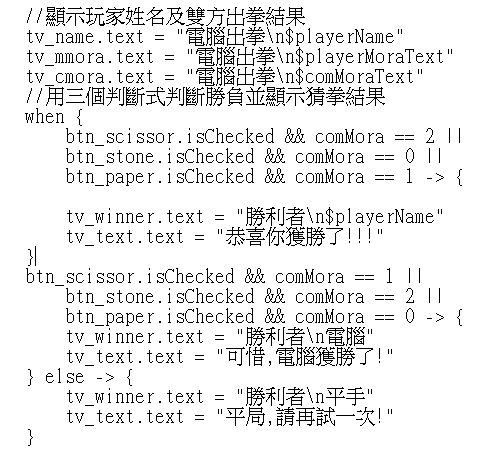 //顯示玩家姓名及雙方出拳結果
tv_name.text = "電腦出拳\n$playerName"
tv_mmora.text = "電腦出拳\n$playerMoraText"
tv_cmora.text = "電腦出拳\n$comMoraText"
//用三個判斷式判斷勝負並顯示猜拳結果
when {
    btn_scissor.isChecked && comMora == 2 ||
    btn_stone.isChecked && comMora == 0 ||
    btn_paper.isChecked && comMora == 1 -> {

    tv_winner.text = "勝利者\n$playerName"
    tv_text.text = "恭喜你獲勝了!!!"
}
btn_scissor.isChecked && comMora == 1 ||
    btn_stone.isChecked && comMora == 2 ||
    btn_paper.isChecked && comMora == 0 -> {
    tv_winner.text = "勝利者\n電腦"
    tv_text.text = "可惜,電腦獲勝了!"
} else -> {
    tv_winner.text = "勝利者\n平手"
    tv_text.text = "平局,請再試一次!"
}